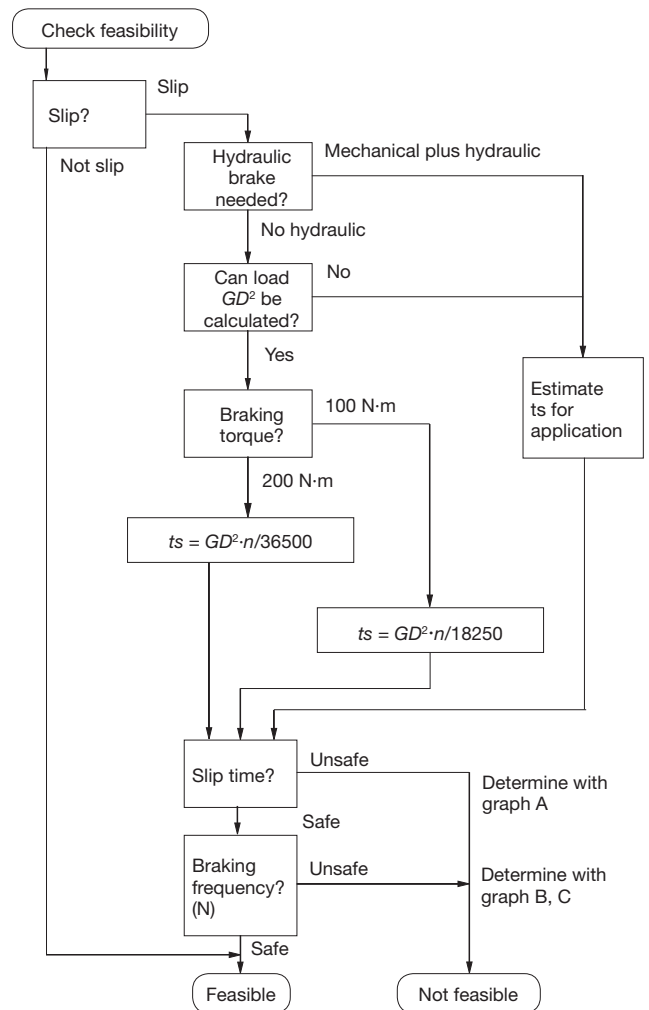 Check feasibility
Slip
Slip?
Not slip
Hydraulic
brake
needed?
Mechanical plus hydraulic
No hydraulic
Can load
GD² be
calculated?
No
Yes
Estimate
ts for
application
Braking
torque?
100 N·m
200 N·m
ts = GD²·n/36500
ts = GD²·n/18250
Slip time?
Unsafe
Determine with
graph A
Safe
Braking
frequency?
(N)
Unsafe
Determine with
graph B, C
Safe
Feasible
Not feasible